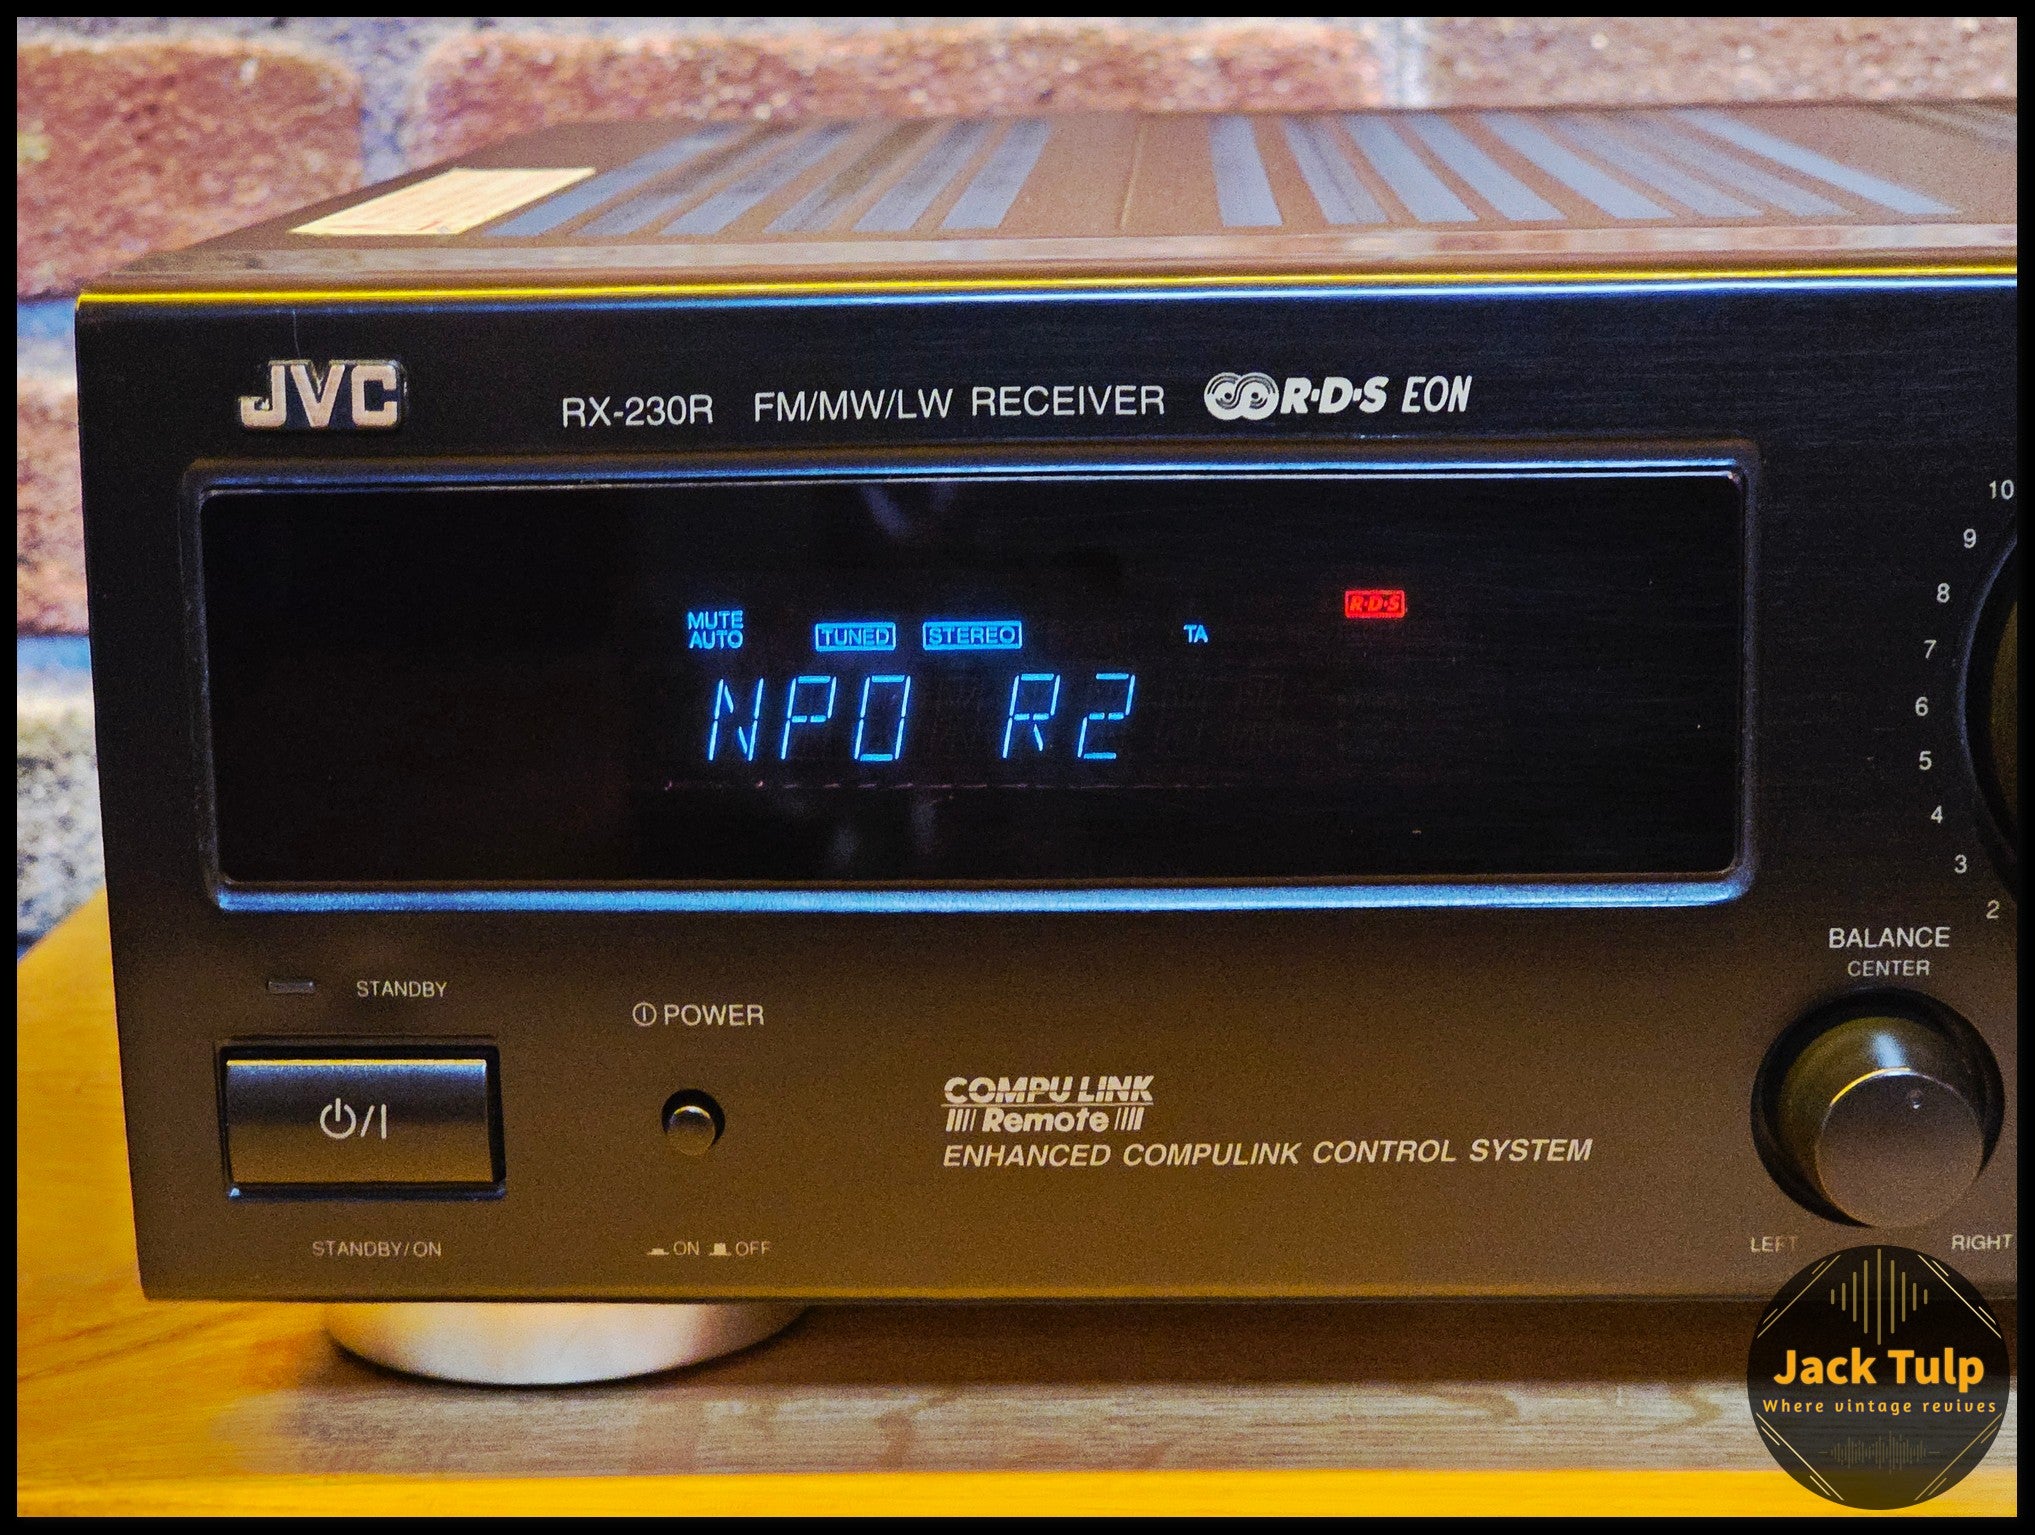 JVC
RX-230R FM/MW/LW RECEIVER R·D·S EON
10
9
8
7
6
5
4
3
2
MUTE
AUTO
TUNED STEREO TA R·D·S
NPO R2
BALANCE
CENTER
LEFT RIGHT
STANDBY
POWER
STANDBY/ON
ON OFF
COMPU LINK
Remote
ENHANCED COMPULINK CONTROL SYSTEM
Jack Tulp
Where vintage revives